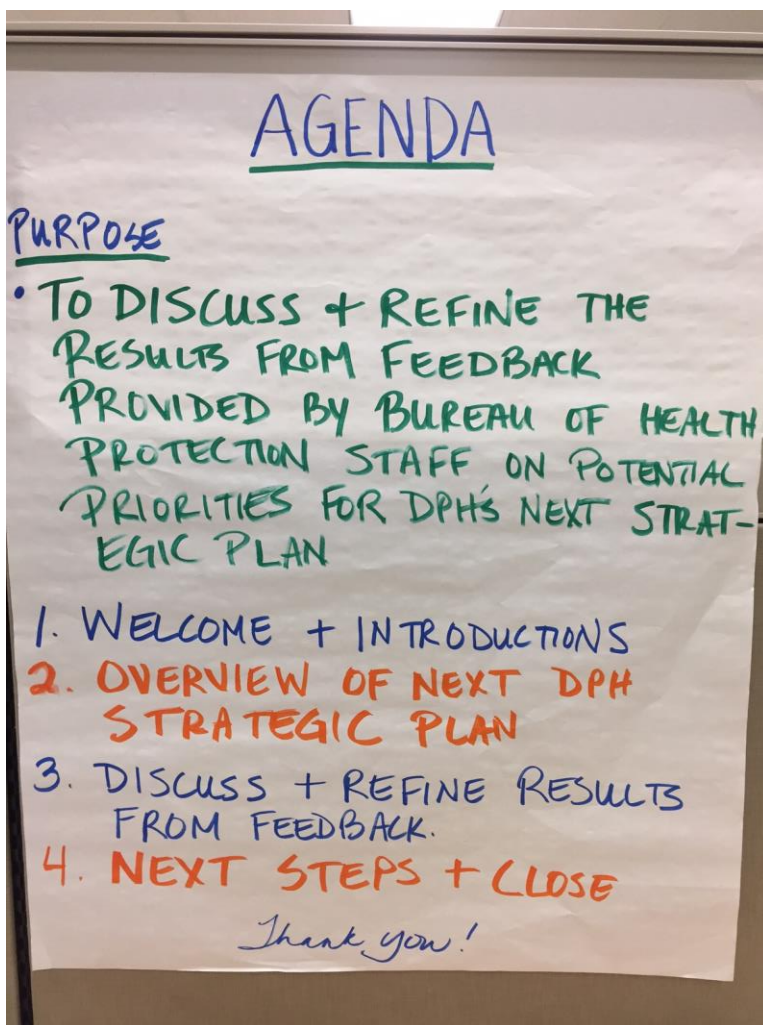 AGENDA
PURPOSE
• TO DISCUSS + REFINE THE
RESULTS FROM FEEDBACK
PROVIDED BY BUREAU OF HEALTH
PROTECTION STAFF ON POTENTIAL
PRIORITIES FOR DPH'S NEXT STRAT-
EGIC PLAN
1. WELCOME + INTRODUCTIONS
2. OVERVIEW OF NEXT DPH
STRATEGIC PLAN
3. DISCUSS + REFINE RESULTS
FROM FEEDBACK.
4. NEXT STEPS + CLOSE
Thank you!